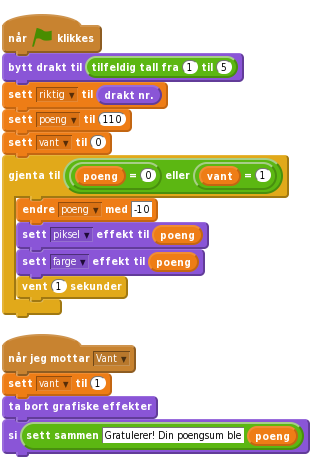 når klikkes
bytt drakt til tilfeldig tall fra 1 til 5
sett riktig til drakt nr.
sett poeng til 110
sett vant til 0
gjenta til poeng = 0 eller vant = 1
endre poeng med -10
sett piksel effekt til poeng
sett farge effekt til poeng
vent 1 sekunder
når jeg mottar Vant
sett vant til 1
ta bort grafiske effekter
si sett sammen Gratulerer! Din poengsum ble poeng